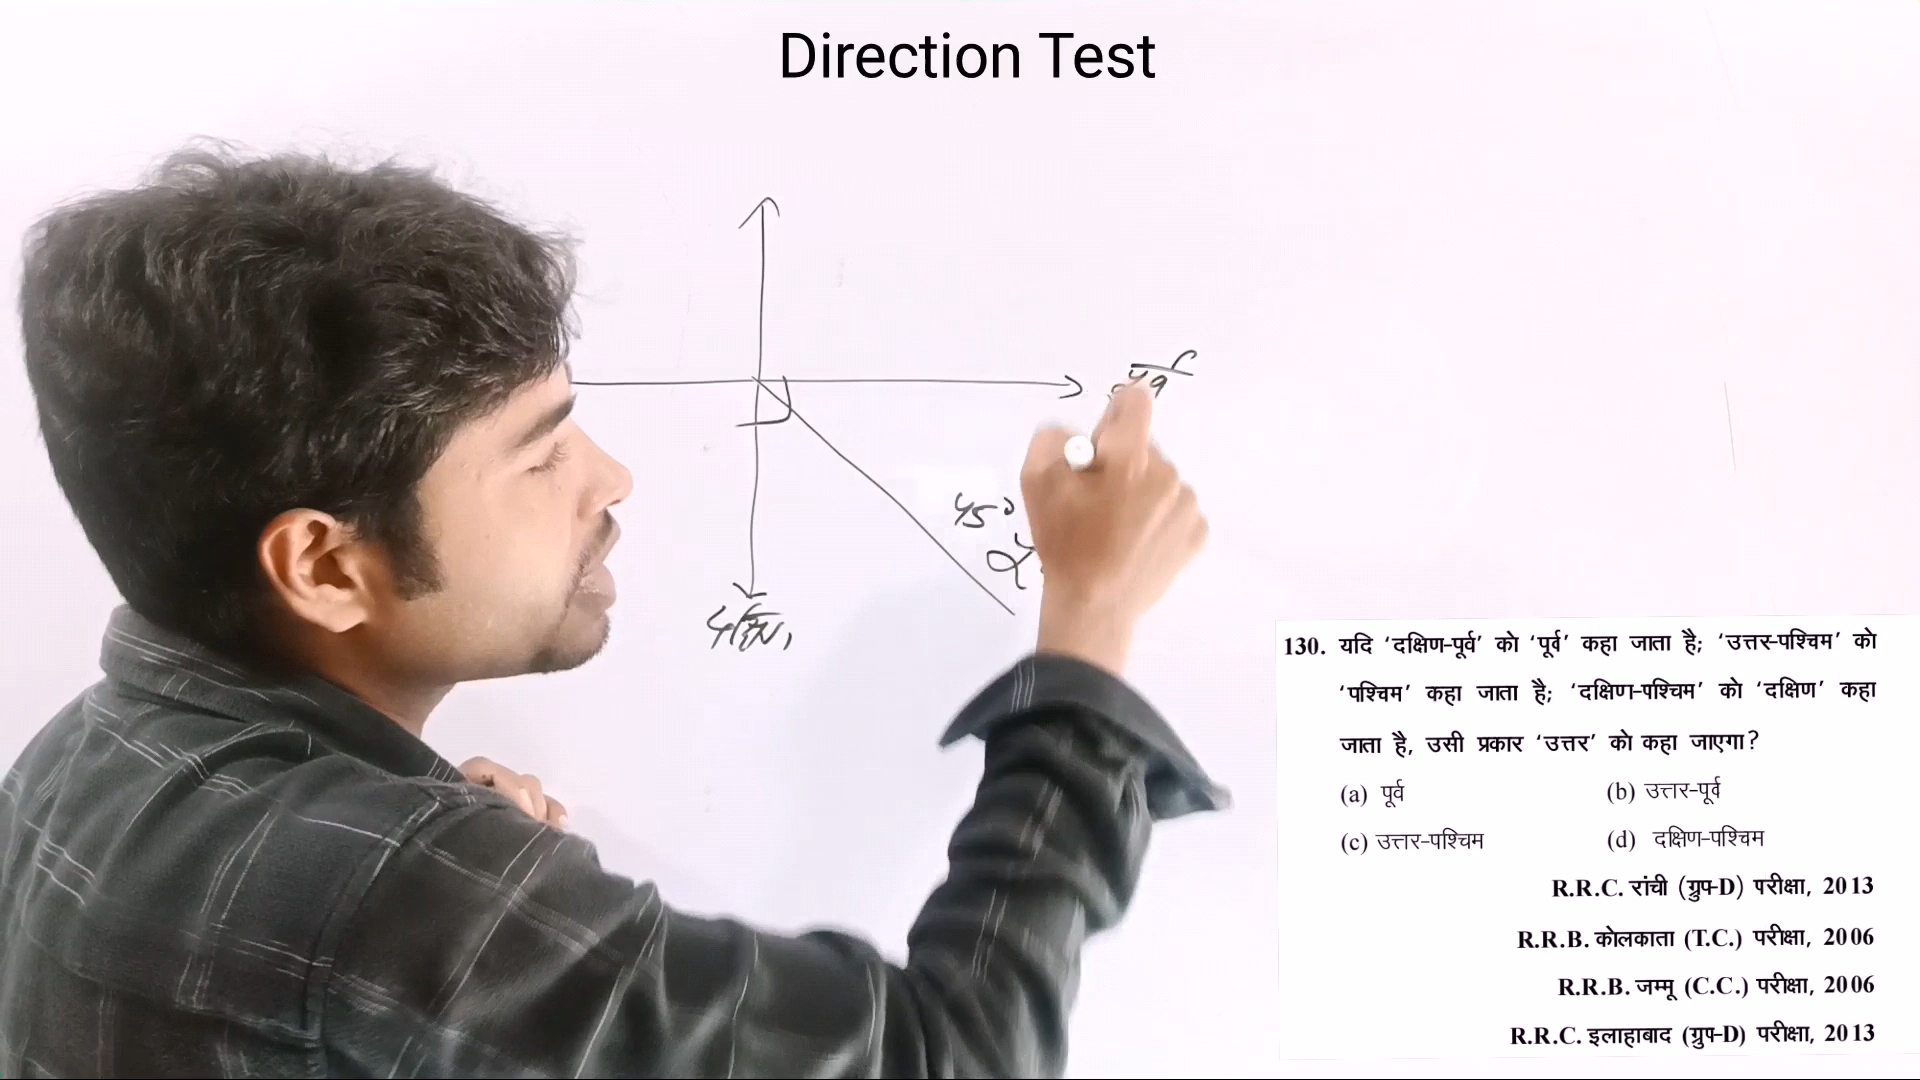 Direction Test
45°
130. यदि ‘दक्षिण-पूर्व’ को ‘पूर्व’ कहा जाता है; ‘उत्तर-पश्चिम’ को
‘पश्चिम’ कहा जाता है; ‘दक्षिण-पश्चिम’ को ‘दक्षिण’ कहा
जाता है, उसी प्रकार ‘उत्तर’ को कहा जाएगा?
(a) पूर्व (b) उत्तर-पूर्व
(c) उत्तर-पश्चिम (d) दक्षिण-पश्चिम
R.R.C. रांची (ग्रुप-D) परीक्षा, 2013
R.R.B. कोलकाता (T.C.) परीक्षा, 2006
R.R.B. जम्मू (C.C.) परीक्षा, 2006
R.R.C. इलाहाबाद (ग्रुप-D) परीक्षा, 2013